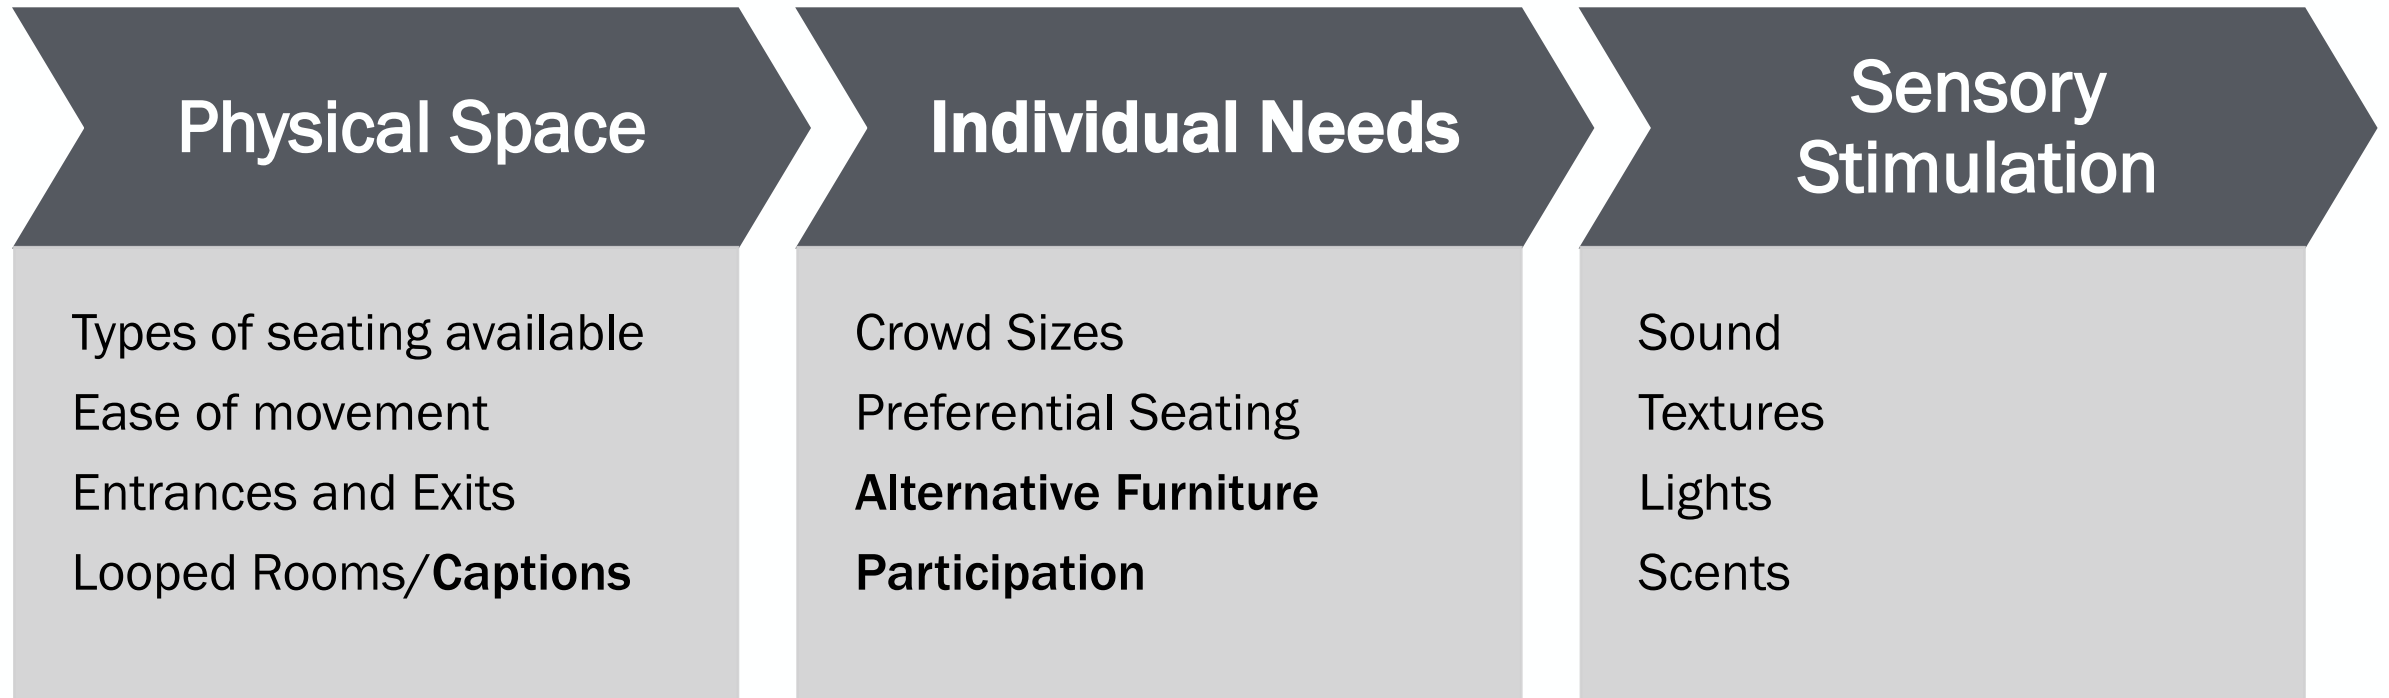 Physical Space
Types of seating available
Ease of movement
Entrances and Exits
Looped Rooms/Captions
Individual Needs
Crowd Sizes
Preferential Seating
Alternative Furniture
Participation
Sensory
Stimulation
Sound
Textures
Lights
Scents